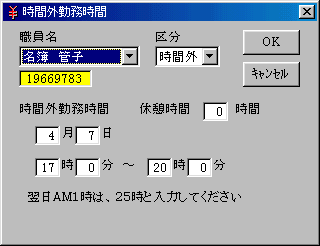 ¥ 時間外勤務時間
職員名 区分
名簿 管子 時間外 OK
19669783 ｷｬﾝｾﾙ
時間外勤務時間 休憩時間 0 時間
4 月 7 日
17 時 0 分 ～ 20 時 0 分
翌日AM1時は、25時と入力してください